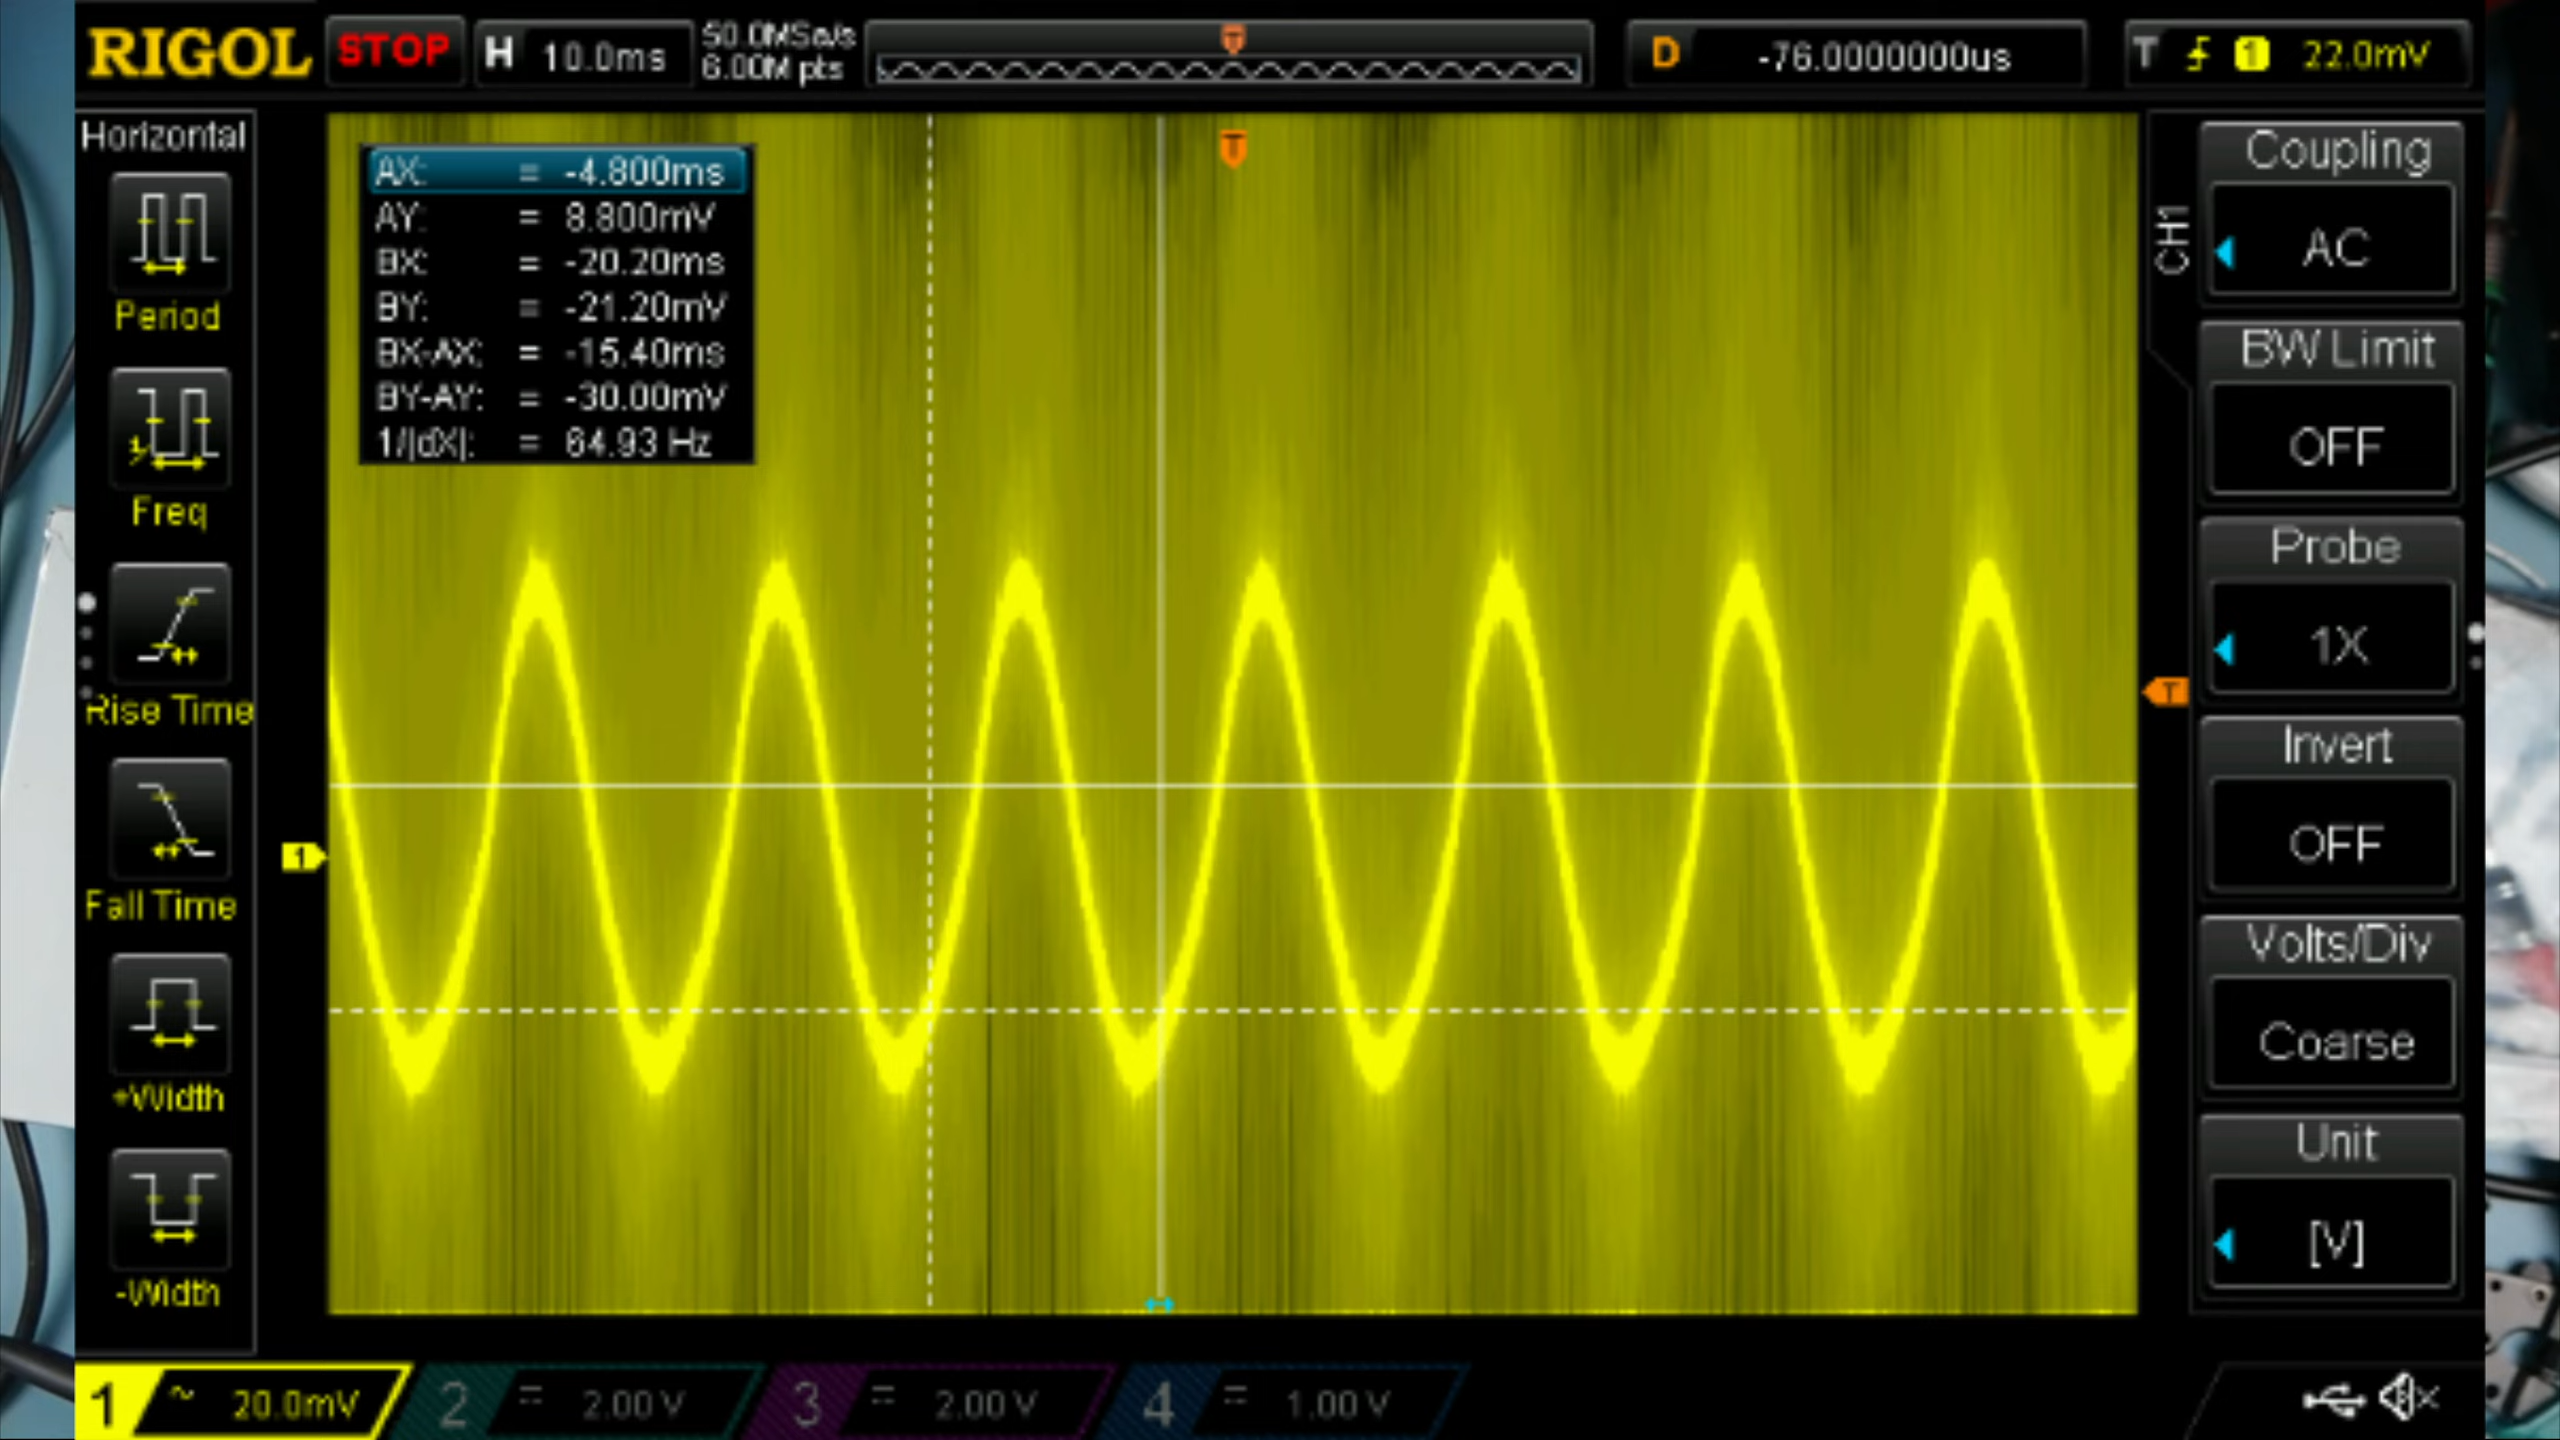 RIGOL STOP H 10.0ms 50.0MSa/s 6.00M pts T D -76.0000000us T 1 22.0mV
Horizontal
Period
Freq
Rise Time
Fall Time
+Width
-Width
AX: = -4.800ms
AY: = 8.800mV
BX: = -20.20ms
BY: = -21.20mV
BX-AX: = -15.40ms
BY-AY: = -30.00mV
1/|dX|: = 64.93 Hz
T
T
1
CH1
Coupling
AC
BW Limit
OFF
Probe
1X
Invert
OFF
Volts/Div
Coarse
Unit
[V]
1 ~ 20.0mV 2 = 2.00 V 3 = 2.00 V 4 = 1.00 V